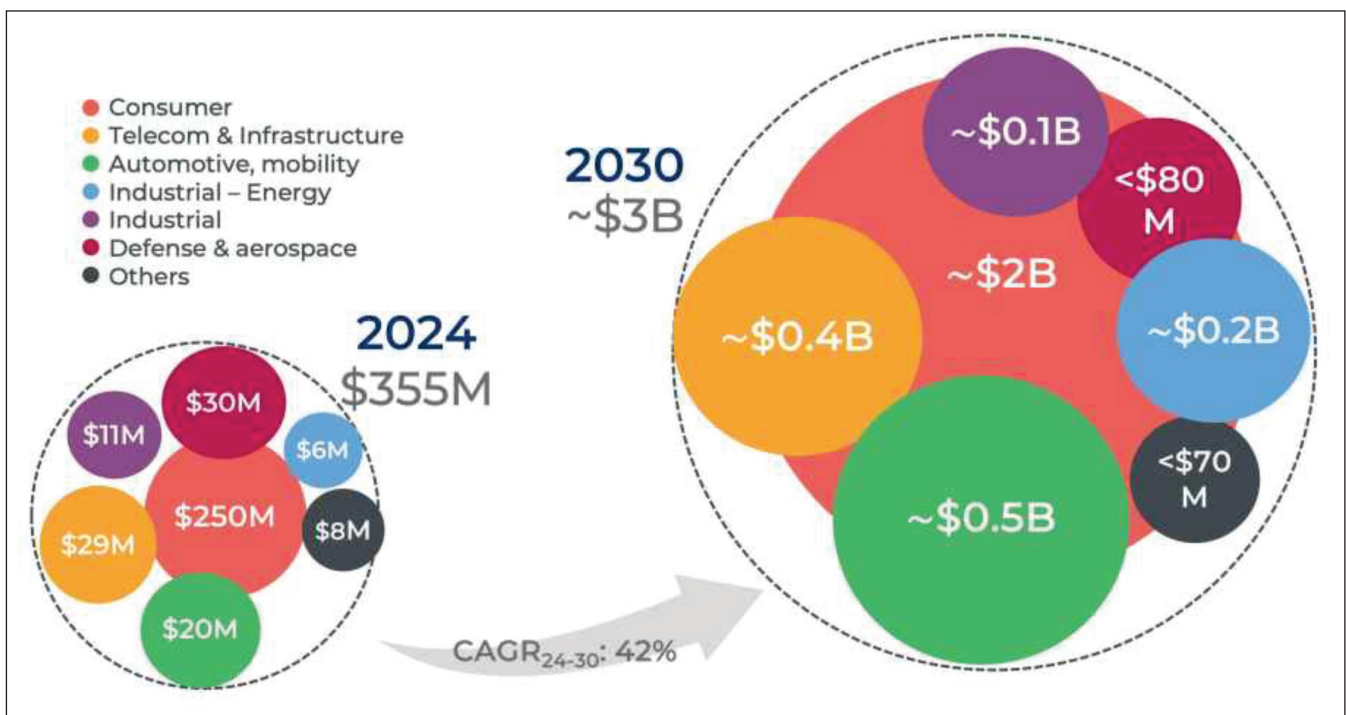 Consumer
Telecom & Infrastructure
Automotive, mobility
Industrial – Energy
Industrial
Defense & aerospace
Others
2024
$355M
$30M
$11M
$6M
$250M
$29M
$8M
$20M
CAGR24-30: 42%
2030
~$3B
~$0.1B
<$80
M
~$2B
~$0.4B
~$0.2B
<$70
M
~$0.5B